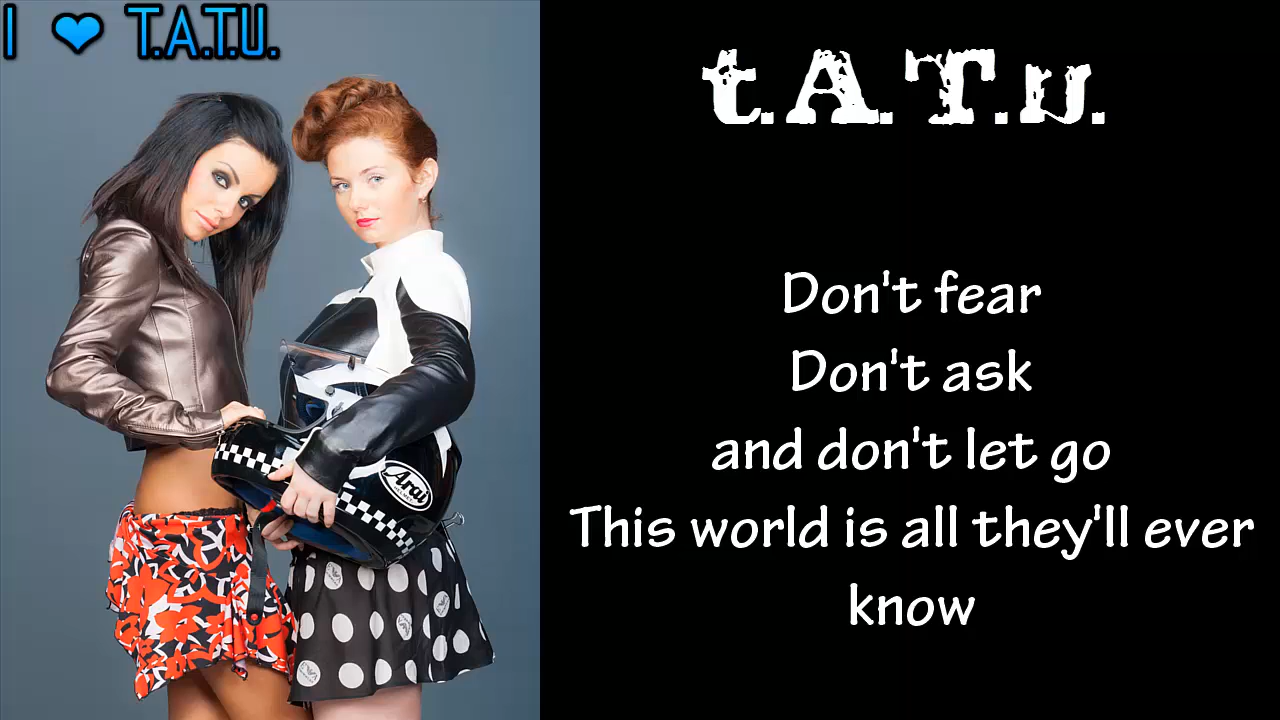 I ❤ T.A.T.U.
t.A.T.u.
Don't fear
Don't ask
and don't let go
This world is all they'll ever
know
Arai